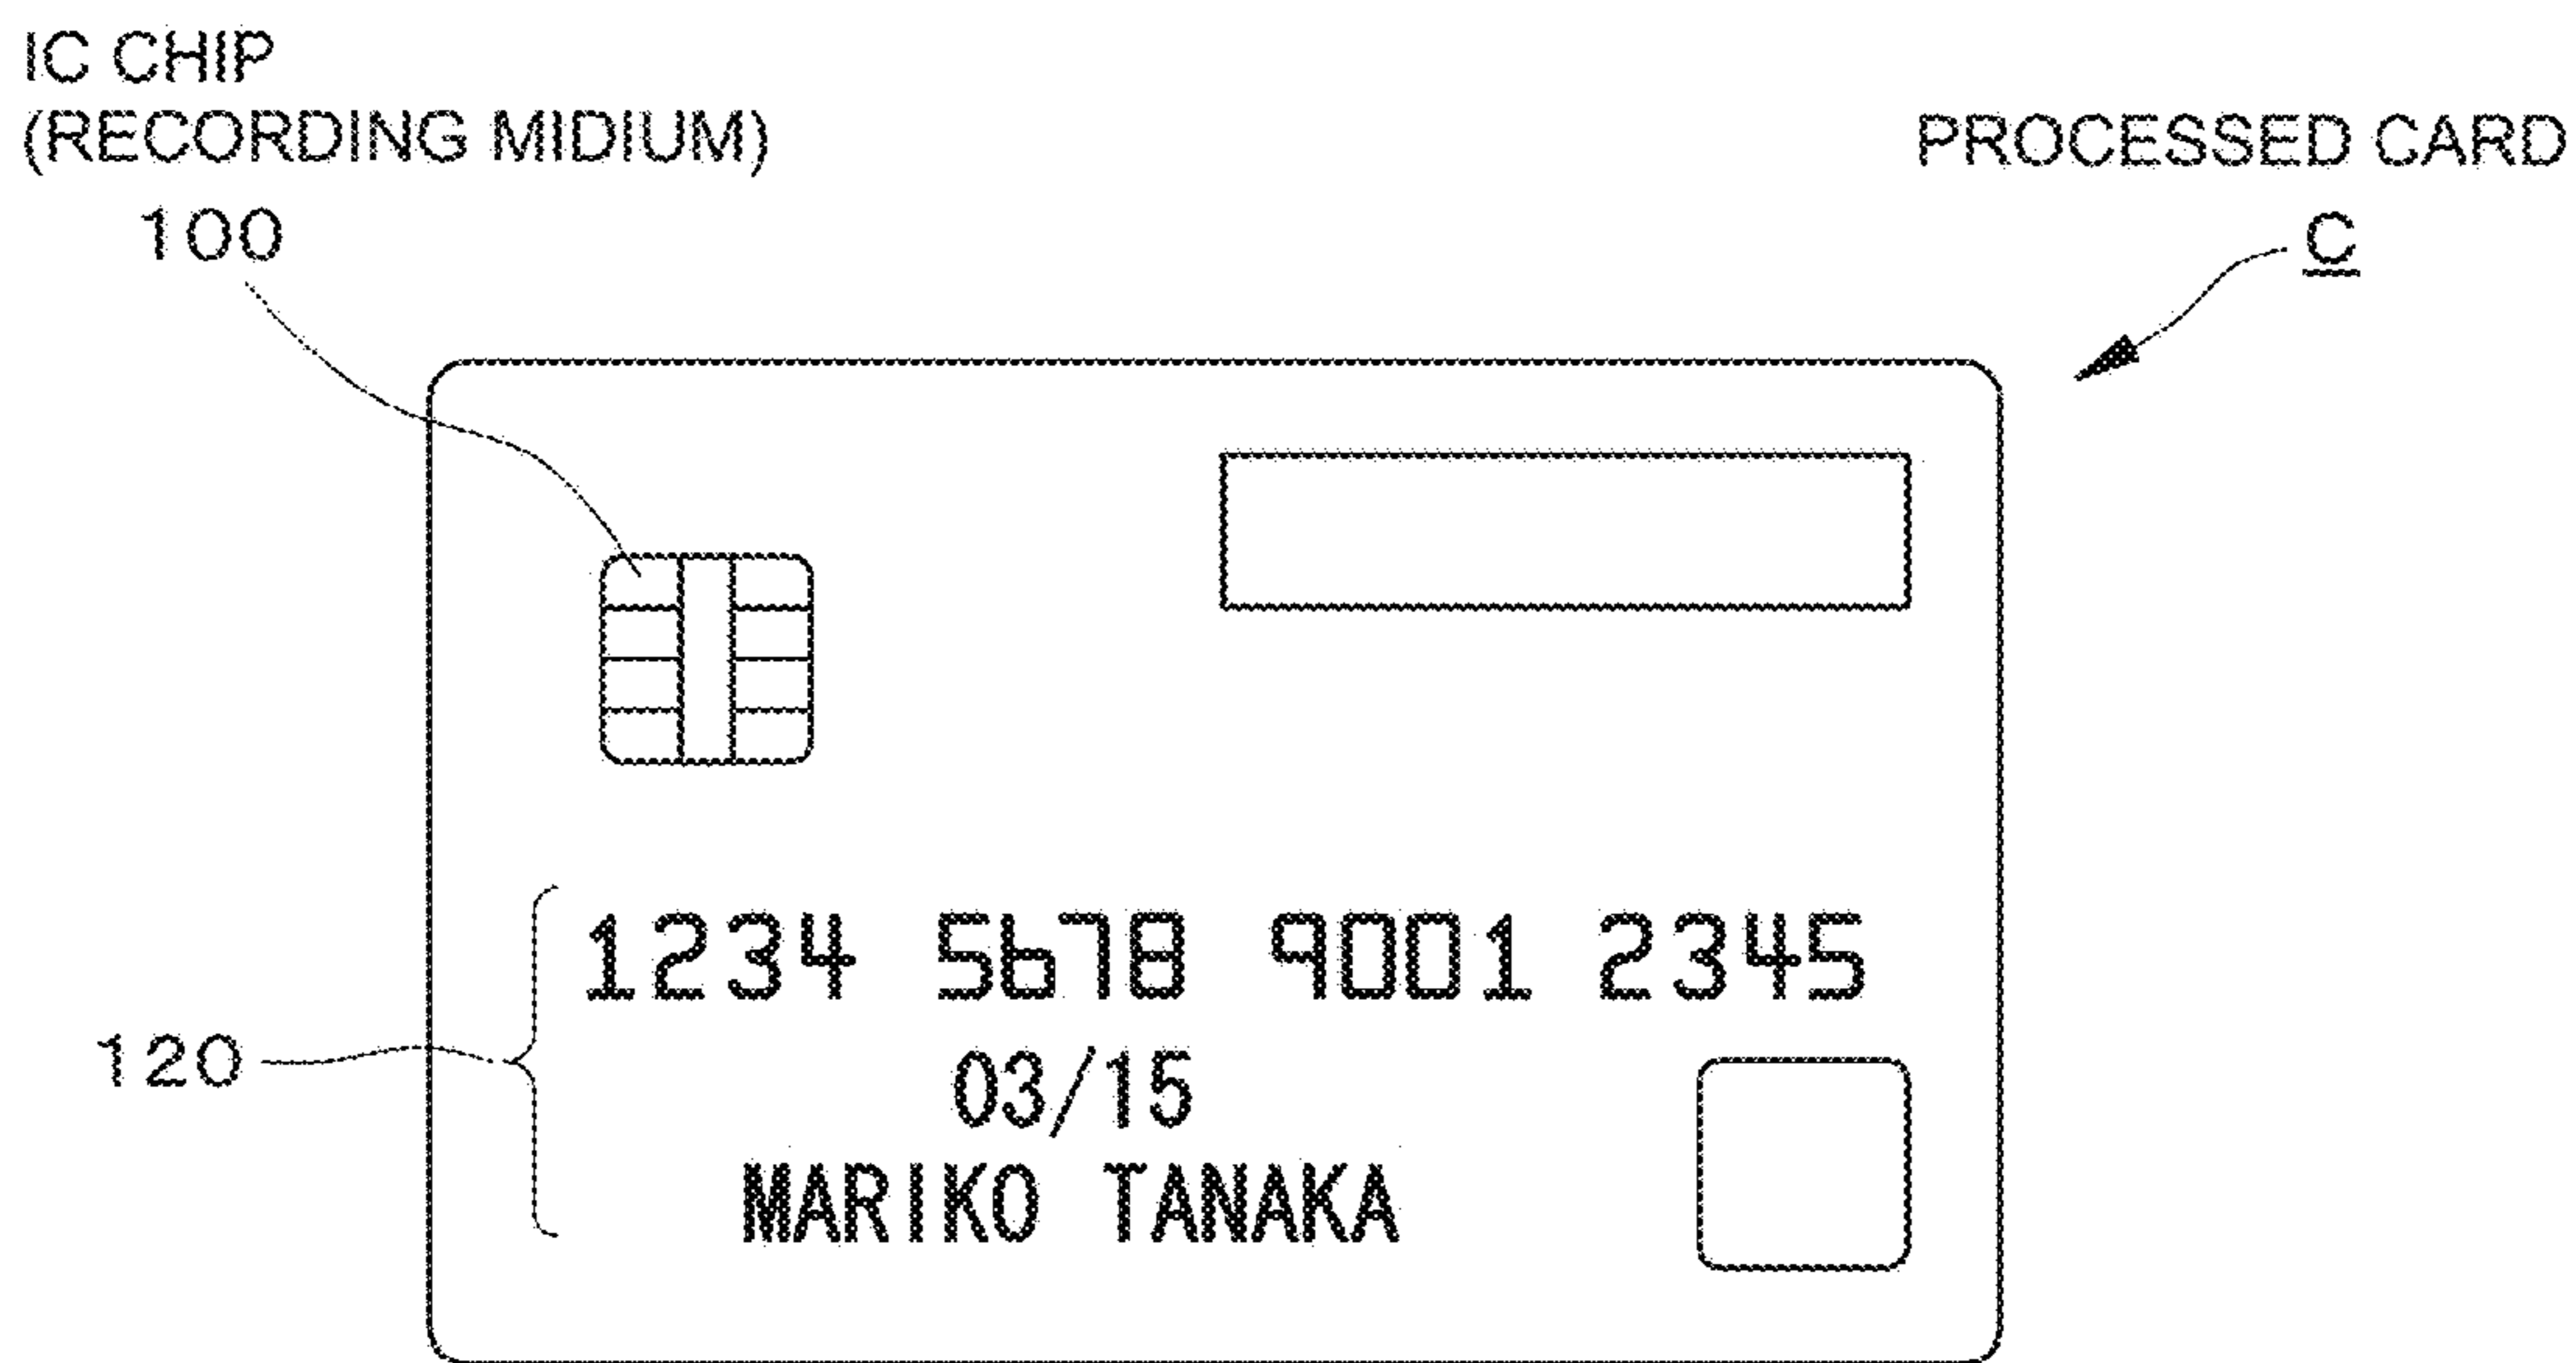 IC CHIP
(RECORDING MIDIUM)
100
PROCESSED CARD
C
1234 5678 9001 2345
120
03/15
MARIKO TANAKA